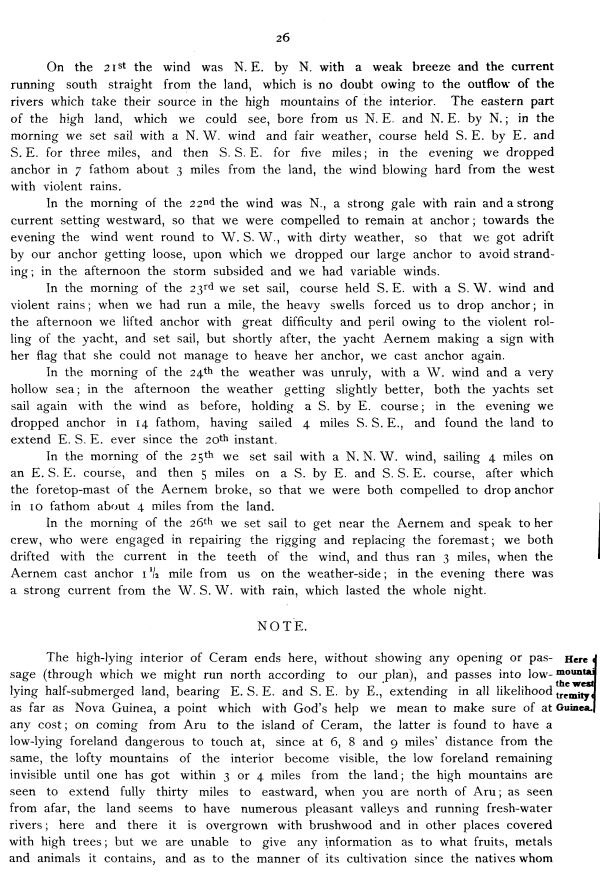 26
On the 21st the wind was N. E. by N. with a weak breeze and the current
running south straight from the land, which is no doubt owing to the outflow of the
rivers which take their source in the high mountains of the interior. The eastern part
of the high land, which we could see, bore from us N. E. and N. E. by N.; in the
morning we set sail with a N. W. wind and fair weather, course held S. E. by E. and
S. E. for three miles, and then S. S. E. for five miles; in the evening we dropped
anchor in 7 fathom about 3 miles from the land, the wind blowing hard from the west
with violent rains.
In the morning of the 22nd the wind was N., a strong gale with rain and a strong
current setting westward, so that we were compelled to remain at anchor; towards the
evening the wind went round to W. S. W., with dirty weather, so that we got adrift
by our anchor getting loose, upon which we dropped our large anchor to avoid strand-
ing; in the afternoon the storm subsided and we had variable winds.
In the morning of the 23rd we set sail, course held S. E. with a S. W. wind and
violent rains; when we had run a mile, the heavy swells forced us to drop anchor; in
the afternoon we lifted anchor with great difficulty and peril owing to the violent rol-
ling of the yacht, and set sail, but shortly after, the yacht Aernem making a sign with
her flag that she could not manage to heave her anchor, we cast anchor again.
In the morning of the 24th the weather was unruly, with a W. wind and a very
hollow sea; in the afternoon the weather getting slightly better, both the yachts set
sail again with the wind as before, holding a S. by E. course; in the evening we
dropped anchor in 14 fathom, having sailed 4 miles S. S. E., and found the land to
extend E. S. E. ever since the 20th instant.
In the morning of the 25th we set sail with a N. N. W. wind, sailing 4 miles on
an E. S. E. course, and then 5 miles on a S. by E. and S. S. E. course, after which
the foretop-mast of the Aernem broke, so that we were both compelled to drop anchor
in 10 fathom about 4 miles from the land.
In the morning of the 26th we set sail to get near the Aernem and speak to her
crew, who were engaged in repairing the rigging and replacing the foremast; we both
drifted with the current in the teeth of the wind, and thus ran 3 miles, when the
Aernem cast anchor 1 1/2 mile from us on the weather-side; in the evening there was
a strong current from the W. S. W. with rain, which lasted the whole night.
NOTE.
The high-lying interior of Ceram ends here, without showing any opening or pas-
sage (through which we might run north according to our plan), and passes into low-
lying half-submerged land, bearing E. S. E. and S. E. by E., extending in all likelihood
as far as Nova Guinea, a point which with God's help we mean to make sure of at
any cost; on coming from Aru to the island of Ceram, the latter is found to have a
low-lying foreland dangerous to touch at, since at 6, 8 and 9 miles' distance from the
same, the lofty mountains of the interior become visible, the low foreland remaining
invisible until one has got within 3 or 4 miles from the land; the high mountains are
seen to extend fully thirty miles to eastward, when you are north of Aru; as seen
from afar, the land seems to have numerous pleasant valleys and running fresh-water
rivers; here and there it is overgrown with brushwood and in other places covered
with high trees; but we are unable to give any information as to what fruits, metals
and animals it contains, and as to the manner of its cultivation since the natives whom
Here
mountai
the west
tremity
Guinea.